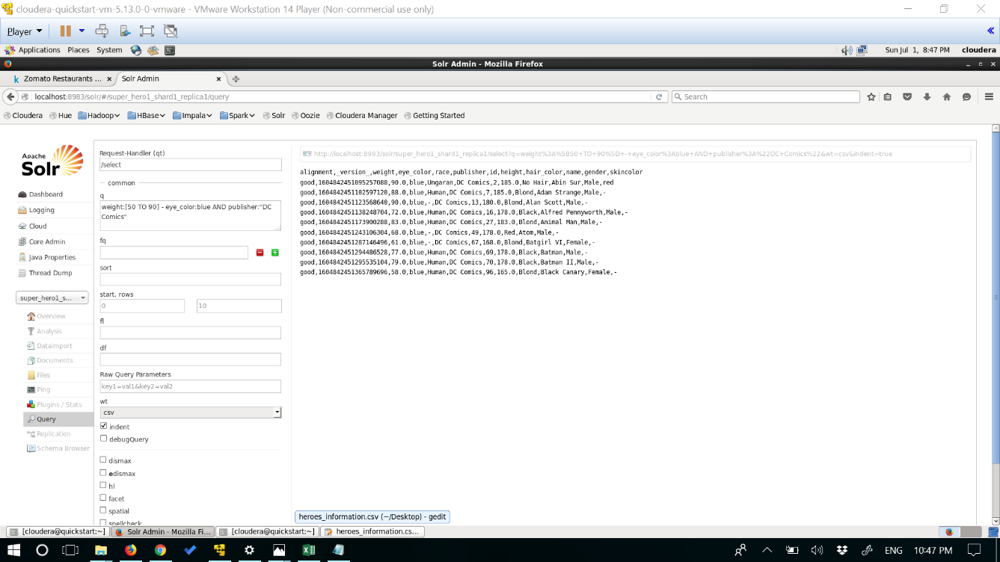 cloudera-quickstart-vm-5.13.0-0-vmware - VMware Workstation 14 Player (Non-commercial use only)
Player
Applications Places System Sun Jul 1, 8:47 PM cloudera
Solr Admin - Mozilla Firefox
k Zomato Restaurants ... Solr Admin
localhost:8983/solr/#/super_hero1_shard1_replica1/query Search
Cloudera Hue Hadoop HBase Impala Spark Solr Oozie Cloudera Manager Getting Started
Apache
Solr
Dashboard
Logging
Cloud
Core Admin
Java Properties
Thread Dump
super_hero1_s...
Overview
Analysis
Dataimport
Documents
Files
Ping
Plugins / Stats
Query
Replication
Schema Browser
Request-Handler (qt)
/select
common
q
weight:[50 TO 90] - eye_color:blue AND publisher:"DC
Comics"
fq
sort
start, rows
0 10
fl
df
Raw Query Parameters
key1=val1&key2=val2
wt
csv
indent
debugQuery
dismax
edismax
hl
facet
spatial
spellcheck
http://localhost:8983/solr/super_hero1_shard1_replica1/select?q=weight%3A%5B50+TO+90%5D+-+eye_color%3Ablue+AND+publisher%3A%22DC+Comics%22&wt=csv&indent=true
alignment,_version_,weight,eye_color,race,publisher,id,height,hair_color,name,gender,skincolor
good,1604842451095257088,90.0,blue,Ungaran,DC Comics,2,185.0,No Hair,Abin Sur,Male,red
good,1604842451102597120,88.0,blue,Human,DC Comics,7,185.0,Blond,Adam Strange,Male,-
good,1604842451123568640,90.0,blue,-,DC Comics,13,180.0,Blond,Alan Scott,Male,-
good,1604842451138248704,72.0,blue,Human,DC Comics,16,178.0,Black,Alfred Pennyworth,Male,-
good,1604842451173900288,83.0,blue,Human,DC Comics,27,183.0,Blond,Animal Man,Male,-
good,1604842451243106304,68.0,blue,-,DC Comics,49,178.0,Red,Atom,Male,-
good,1604842451287146496,61.0,blue,-,DC Comics,67,168.0,Blond,Batgirl VI,Female,-
good,1604842451294486528,77.0,blue,Human,DC Comics,69,178.0,Black,Batman,Male,-
good,1604842451295535104,79.0,blue,Human,DC Comics,70,178.0,Black,Batman II,Male,-
good,1604842451365789696,58.0,blue,Human,DC Comics,96,165.0,Blond,Black Canary,Female,-
heroes_information.csv (~/Desktop) - gedit
[cloudera@quickstart:~] Solr Admin - Mozilla Fi... [cloudera@quickstart:~] heroes_information.cs...
ENG 10:47 PM